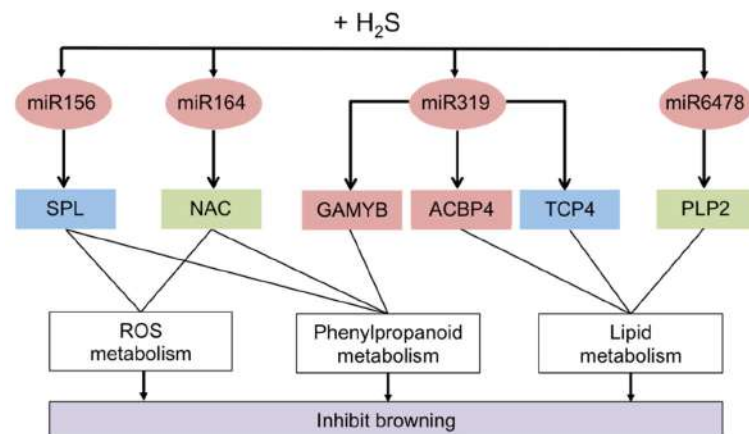 + H₂S
miR156 miR164 miR319 miR6478
SPL NAC GAMYB ACBP4 TCP4 PLP2
ROS
metabolism
Phenylpropanoid
metabolism
Lipid
metabolism
Inhibit browning